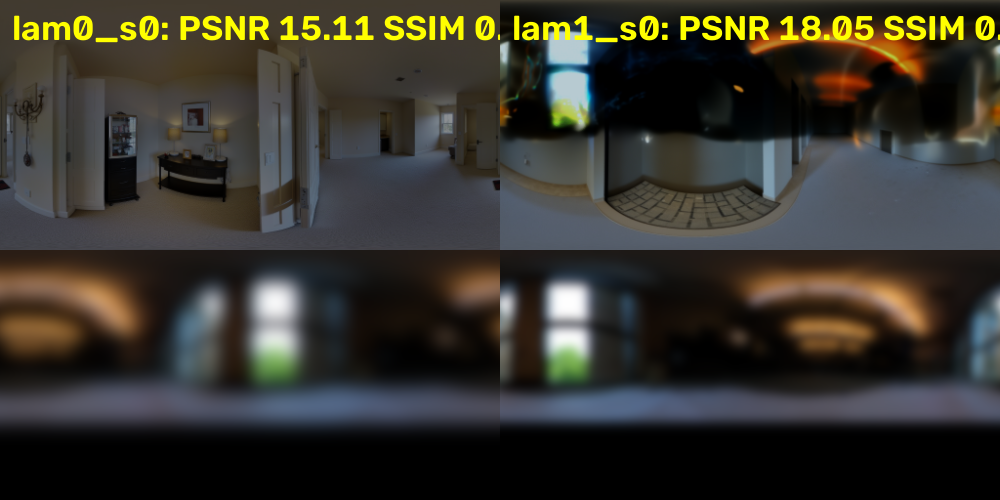 lam0_s0: PSNR 15.11 SSIM 0.
lam1_s0: PSNR 18.05 SSIM 0.